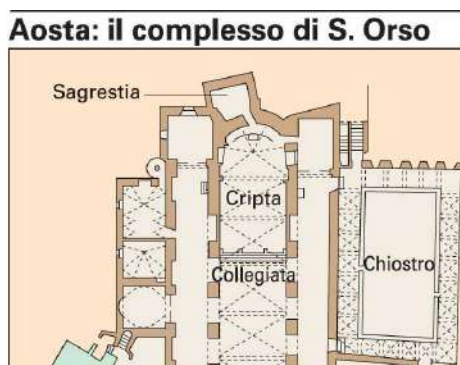 Aosta: il complesso di S. Orso
Sagrestia
Cripta
Collegiata
Chiostro